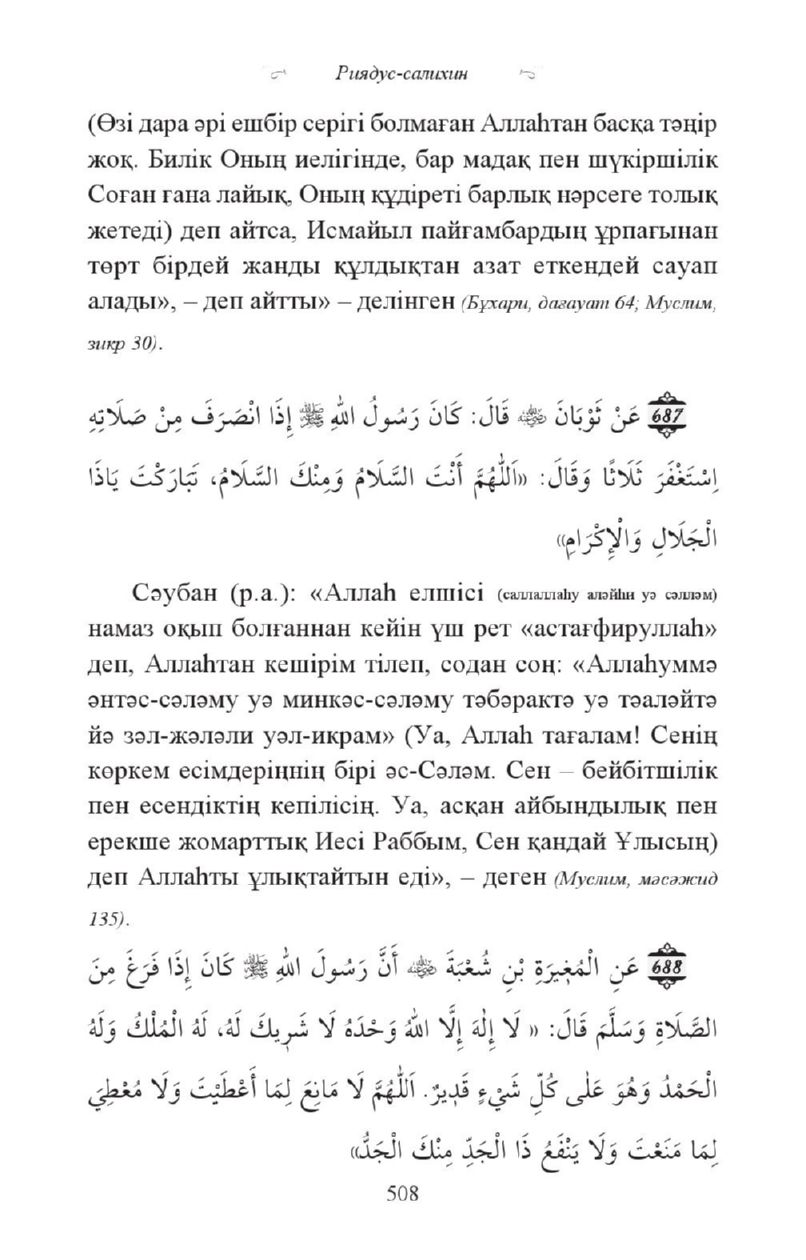 Риядус-салихин
(Өзі дара әрі ешбір серігі болмаған Аллаһтан басқа тәңір
жоқ. Билік Оның иелігінде, бар мадақ пен шүкіршілік
Соған ғана лайық, Оның құдіреті барлық нәрсеге толық
жетеді) деп айтса, Исмайыл пайғамбардың ұрпағынан
төрт бірдей жанды құлдықтан азат еткендей сауап
алады», – деп айтты» – делінген (Бұхари, дағауат 64; Муслим,
зикр 30).
687 عَنْ ثَوْبَانَ ﷺ قَالَ: كَانَ رَسُولُ اللهِ ﷺ إِذَا انْصَرَفَ مِنْ صَلَاتِهِ
اِسْتَغْفَرَ ثَلَاثًا وَقَالَ: «اَللّٰهُمَّ أَنْتَ السَّلَامُ وَمِنْكَ السَّلَامُ، تَبَارَكْتَ يَاذَا
الْجَلَالِ وَالْإِكْرَامِ»
Сәубан (р.а.): «Аллаһ елшісі (саллаллаһу аләйһи уә сәлләм)
намаз оқып болғаннан кейін үш рет «астағфируллаһ»
деп, Аллаһтан кешірім тілеп, содан соң: «Аллаһуммә
әнтәс-сәләму уә минкәс-сәләму тәбәрактә уә тәаләйтә
йә зәл-жәләли уәл-икрам» (Уа, Аллаһ тағалам! Сенің
көркем есімдеріңнің бірі әс-Сәләм. Сен – бейбітшілік
пен есендіктің кепілісің. Уа, асқан айбындылық пен
ерекше жомарттық Иесі Раббым, Сен қандай Ұлысың)
деп Аллаһты ұлықтайтын еді», – деген (Муслим, мәсәжид
135).
688 عَنِ الْمُغِيرَةِ بْنِ شُعْبَةَ أَنَّ رَسُولَ اللهِ ﷺ كَانَ إِذَا فَرَغَ مِنَ
الصَّلَاةِ وَسَلَّمَ قَالَ: « لَا إِلٰهَ إِلَّا اللهُ وَحْدَهُ لَا شَرِيكَ لَهُ، لَهُ الْمُلْكُ وَلَهُ
الْحَمْدُ وَهُوَ عَلٰى كُلِّ شَيْءٍ قَدِيرٌ. اَللّٰهُمَّ لَا مَانِعَ لِمَا أَعْطَيْتَ وَلَا مُعْطِيَ
لِمَا مَنَعْتَ وَلَا يَنْفَعُ ذَا الْجَدِّ مِنْكَ الْجَدُّ»
508